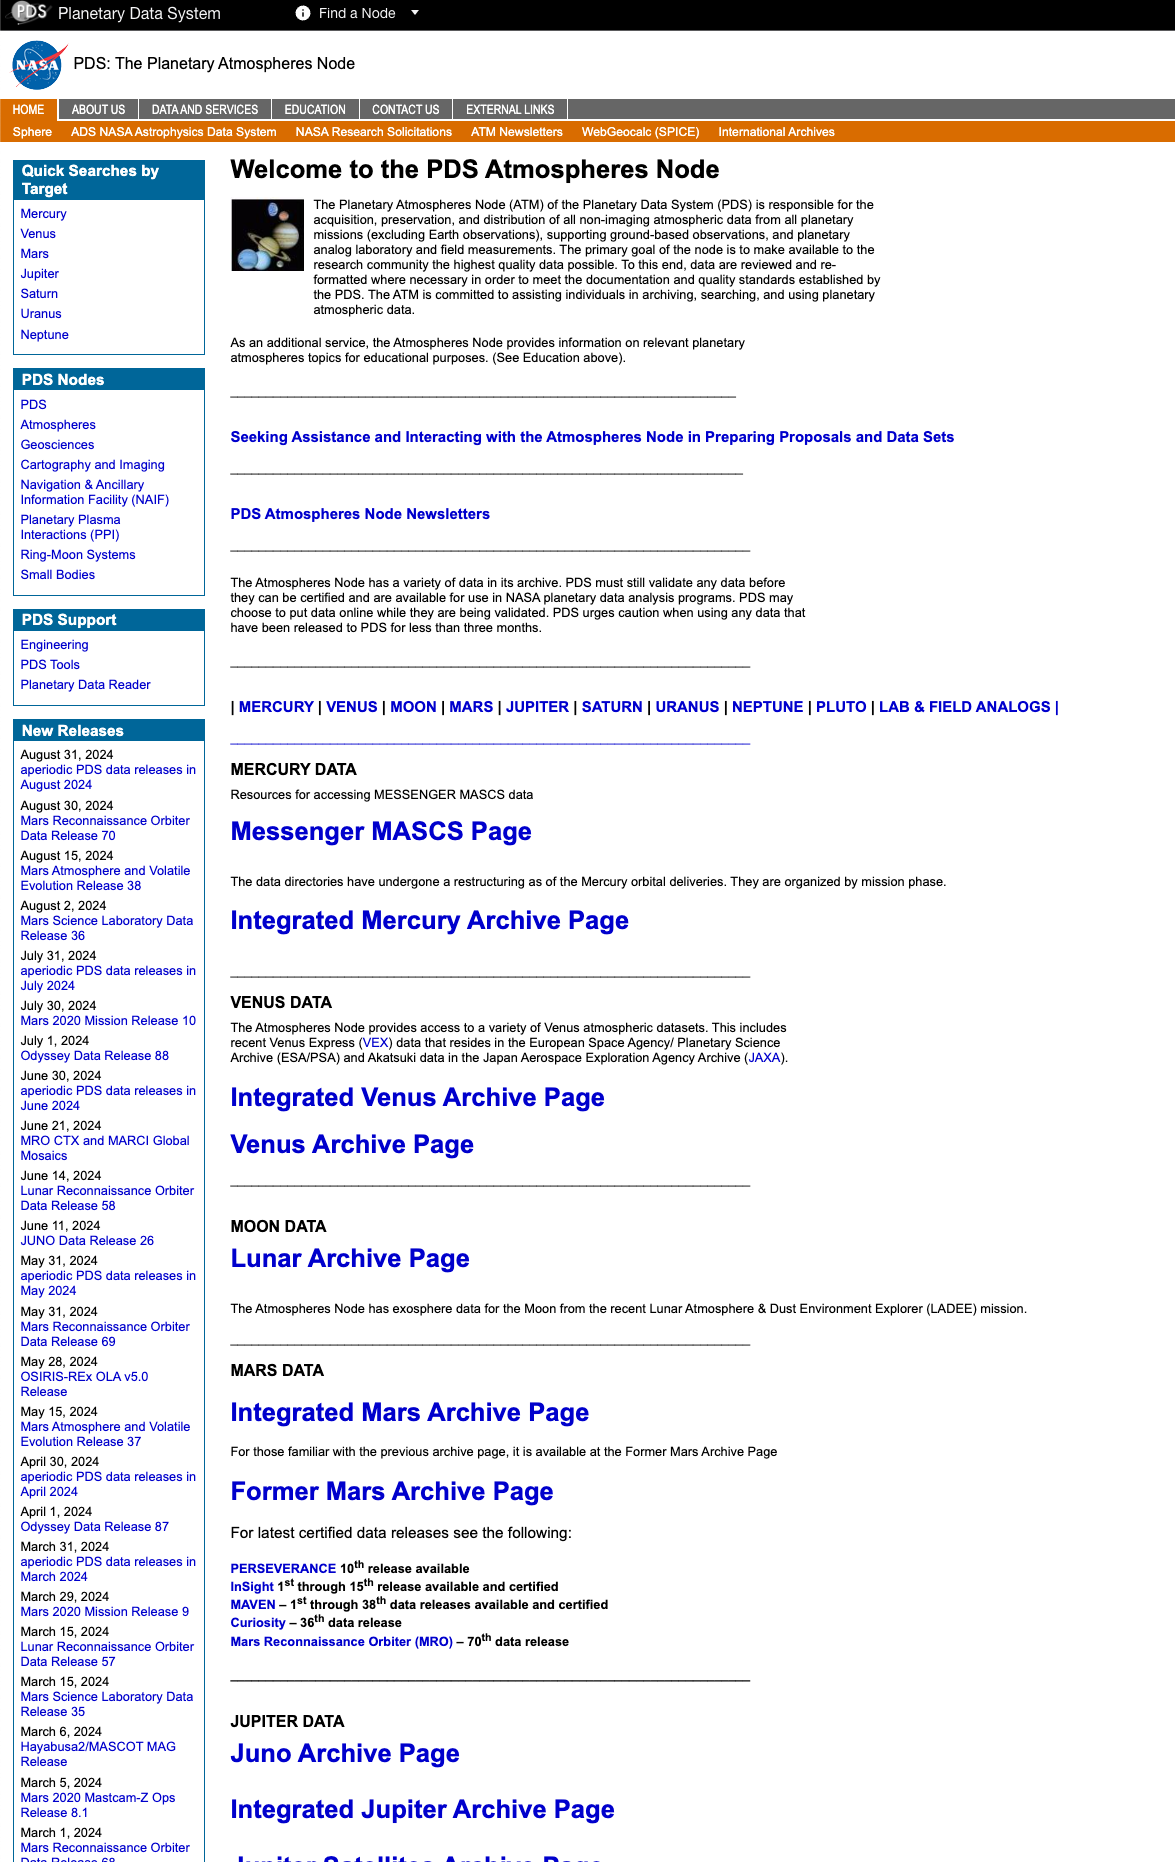 PDS Planetary Data System
Find a Node
NASA
PDS: The Planetary Atmospheres Node
HOME ABOUT US DATA AND SERVICES EDUCATION CONTACT US EXTERNAL LINKS
Sphere ADS NASA Astrophysics Data System NASA Research Solicitations ATM Newsletters WebGeocalc (SPICE) International Archives
Quick Searches by
Target
Mercury
Venus
Mars
Jupiter
Saturn
Uranus
Neptune
PDS Nodes
PDS
Atmospheres
Geosciences
Cartography and Imaging
Navigation & Ancillary
Information Facility (NAIF)
Planetary Plasma
Interactions (PPI)
Ring-Moon Systems
Small Bodies
PDS Support
Engineering
PDS Tools
Planetary Data Reader
New Releases
August 31, 2024
aperiodic PDS data releases in
August 2024
August 30, 2024
Mars Reconnaissance Orbiter
Data Release 70
August 15, 2024
Mars Atmosphere and Volatile
Evolution Release 38
August 2, 2024
Mars Science Laboratory Data
Release 36
July 31, 2024
aperiodic PDS data releases in
July 2024
July 30, 2024
Mars 2020 Mission Release 10
July 1, 2024
Odyssey Data Release 88
June 30, 2024
aperiodic PDS data releases in
June 2024
June 21, 2024
MRO CTX and MARCI Global
Mosaics
June 14, 2024
Lunar Reconnaissance Orbiter
Data Release 58
June 11, 2024
JUNO Data Release 26
May 31, 2024
aperiodic PDS data releases in
May 2024
May 31, 2024
Mars Reconnaissance Orbiter
Data Release 69
May 28, 2024
OSIRIS-REx OLA v5.0
Release
May 15, 2024
Mars Atmosphere and Volatile
Evolution Release 37
April 30, 2024
aperiodic PDS data releases in
April 2024
April 1, 2024
Odyssey Data Release 87
March 31, 2024
aperiodic PDS data releases in
March 2024
March 29, 2024
Mars 2020 Mission Release 9
March 15, 2024
Lunar Reconnaissance Orbiter
Data Release 57
March 15, 2024
Mars Science Laboratory Data
Release 35
March 6, 2024
Hayabusa2/MASCOT MAG
Release
March 5, 2024
Mars 2020 Mastcam-Z Ops
Release 8.1
March 1, 2024
Mars Reconnaissance Orbiter
Data Release 68
Welcome to the PDS Atmospheres Node
The Planetary Atmospheres Node (ATM) of the Planetary Data System (PDS) is responsible for the
acquisition, preservation, and distribution of all non-imaging atmospheric data from all planetary
missions (excluding Earth observations), supporting ground-based observations, and planetary
analog laboratory and field measurements. The primary goal of the node is to make available to the
research community the highest quality data possible. To this end, data are reviewed and re-
formatted where necessary in order to meet the documentation and quality standards established by
the PDS. The ATM is committed to assisting individuals in archiving, searching, and using planetary
atmospheric data.
As an additional service, the Atmospheres Node provides information on relevant planetary
atmospheres topics for educational purposes. (See Education above).
Seeking Assistance and Interacting with the Atmospheres Node in Preparing Proposals and Data Sets
PDS Atmospheres Node Newsletters
The Atmospheres Node has a variety of data in its archive. PDS must still validate any data before
they can be certified and are available for use in NASA planetary data analysis programs. PDS may
choose to put data online while they are being validated. PDS urges caution when using any data that
have been released to PDS for less than three months.
| MERCURY | VENUS | MOON | MARS | JUPITER | SATURN | URANUS | NEPTUNE | PLUTO | LAB & FIELD ANALOGS |
MERCURY DATA
Resources for accessing MESSENGER MASCS data
Messenger MASCS Page
The data directories have undergone a restructuring as of the Mercury orbital deliveries. They are organized by mission phase.
Integrated Mercury Archive Page
VENUS DATA
The Atmospheres Node provides access to a variety of Venus atmospheric datasets. This includes
recent Venus Express (VEX) data that resides in the European Space Agency/ Planetary Science
Archive (ESA/PSA) and Akatsuki data in the Japan Aerospace Exploration Agency Archive (JAXA).
Integrated Venus Archive Page
Venus Archive Page
MOON DATA
Lunar Archive Page
The Atmospheres Node has exosphere data for the Moon from the recent Lunar Atmosphere & Dust Environment Explorer (LADEE) mission.
MARS DATA
Integrated Mars Archive Page
For those familiar with the previous archive page, it is available at the Former Mars Archive Page
Former Mars Archive Page
For latest certified data releases see the following:
PERSEVERANCE 10th release available
InSight 1st through 15th release available and certified
MAVEN – 1st through 38th data releases available and certified
Curiosity – 36th data release
Mars Reconnaissance Orbiter (MRO) – 70th data release
JUPITER DATA
Juno Archive Page
Integrated Jupiter Archive Page
Jupiter Satellites Archive Page